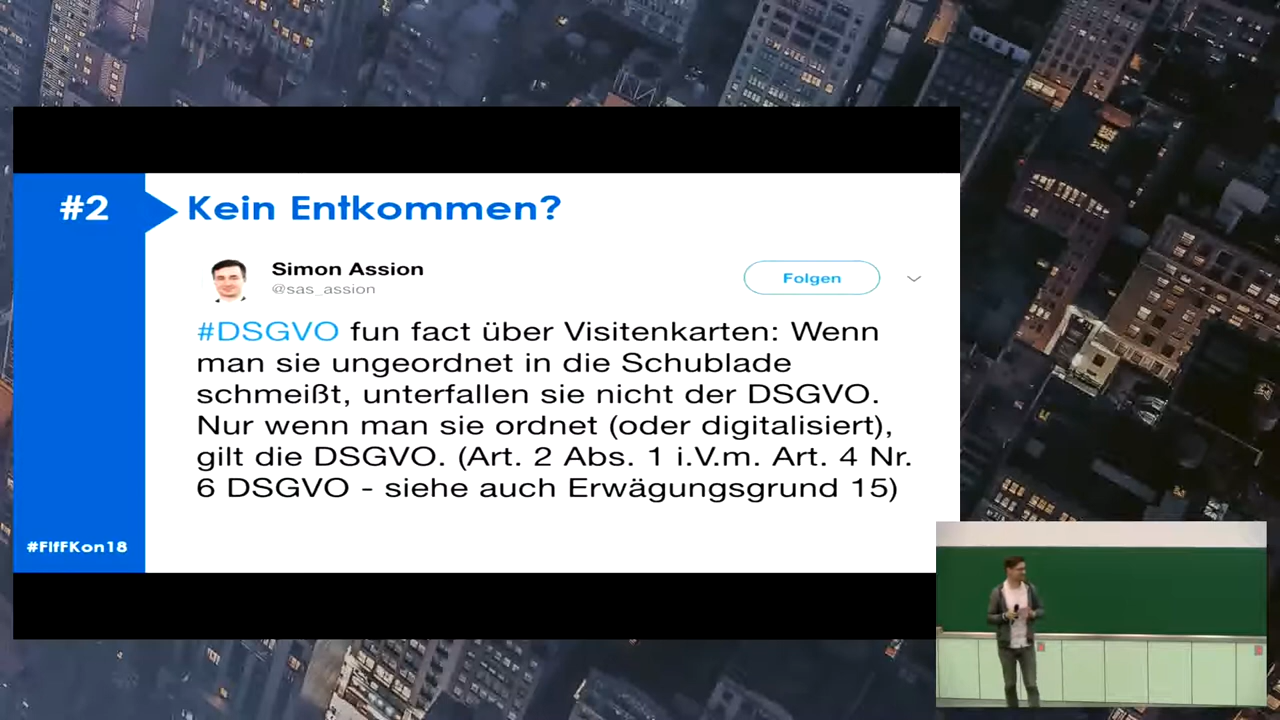 #2
Kein Entkommen?
Simon Assion
@sas_assion
Folgen
#DSGVO fun fact über Visitenkarten: Wenn
man sie ungeordnet in die Schublade
schmeißt, unterfallen sie nicht der DSGVO.
Nur wenn man sie ordnet (oder digitalisiert),
gilt die DSGVO. (Art. 2 Abs. 1 i.V.m. Art. 4 Nr.
6 DSGVO - siehe auch Erwägungsgrund 15)
#FIfFKon18